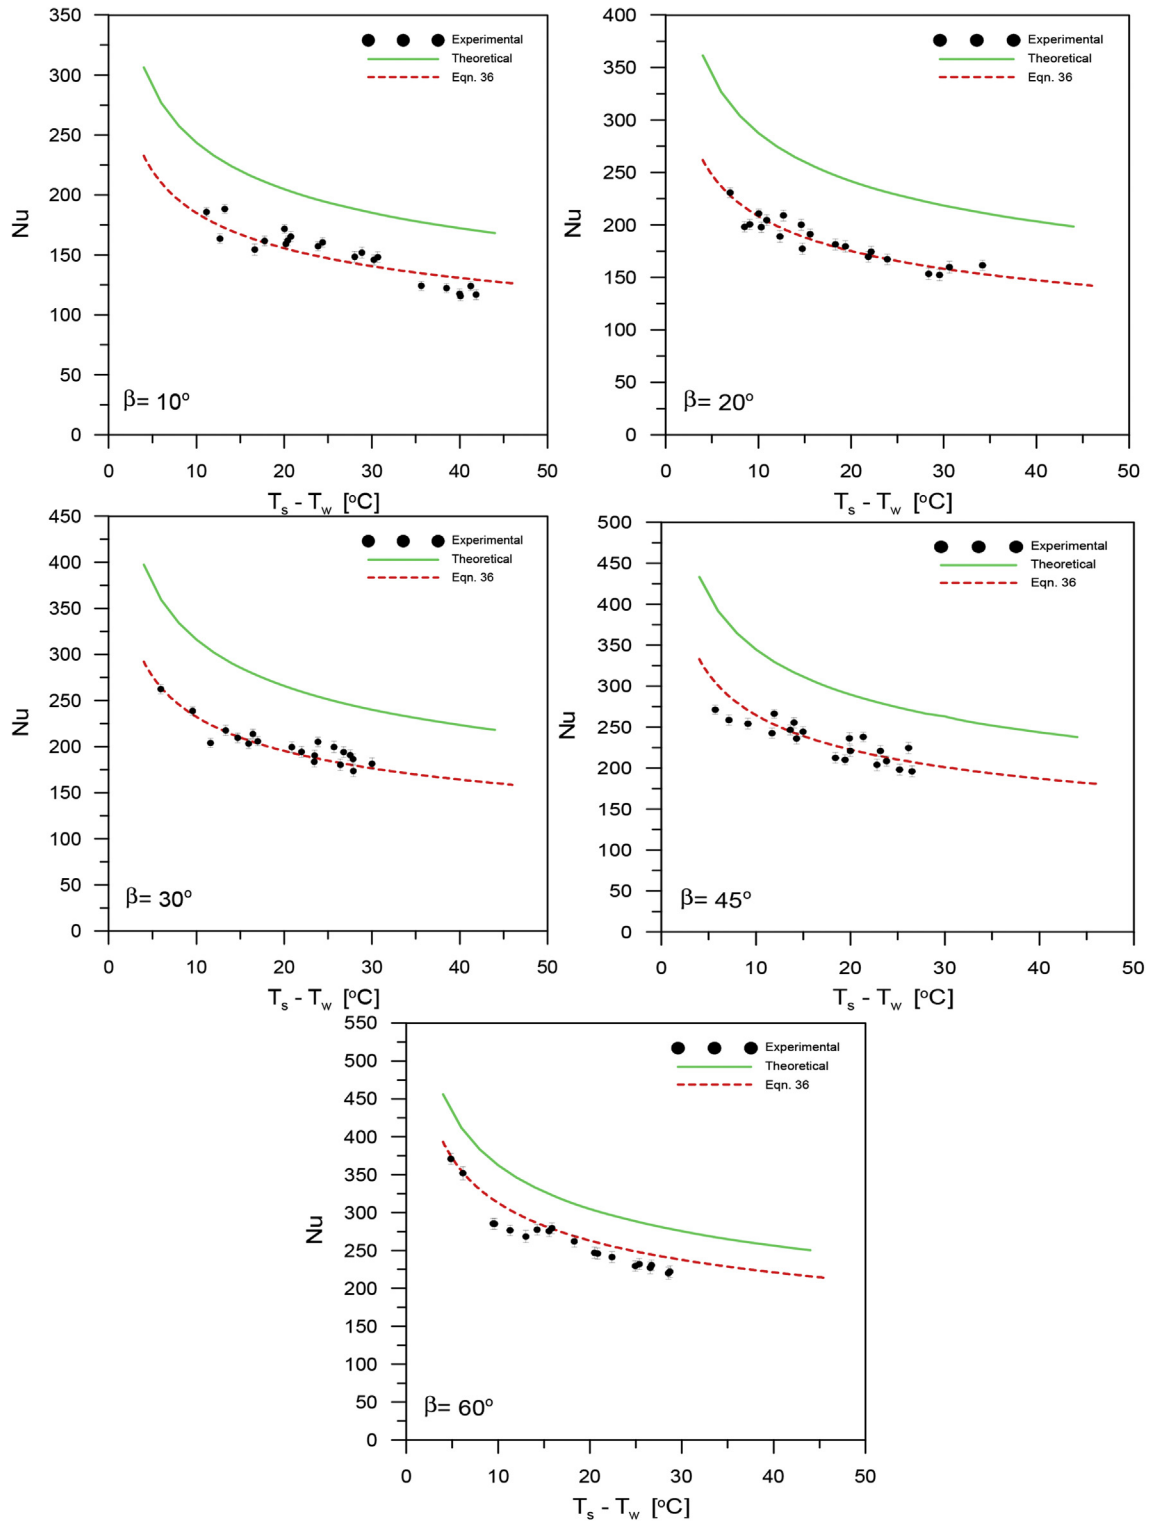 350
300
250
200
150
100
50
0
Nu
Experimental
Theoretical
Eqn. 36
β= 10°
0 10 20 30 40 50
Ts - Tw [°C]
400
350
300
250
200
150
100
50
0
Nu
Experimental
Theoretical
Eqn. 36
β= 20°
0 10 20 30 40 50
Ts - Tw [°C]
450
400
350
300
250
200
150
100
50
0
Nu
Experimental
Theoretical
Eqn. 36
β= 30°
0 10 20 30 40 50
Ts - Tw [°C]
500
450
400
350
300
250
200
150
100
50
0
Nu
Experimental
Theoretical
Eqn. 36
β= 45°
0 10 20 30 40 50
Ts - Tw [°C]
550
500
450
400
350
300
250
200
150
100
50
0
Nu
Experimental
Theoretical
Eqn. 36
β= 60°
0 10 20 30 40 50
Ts - Tw [°C]